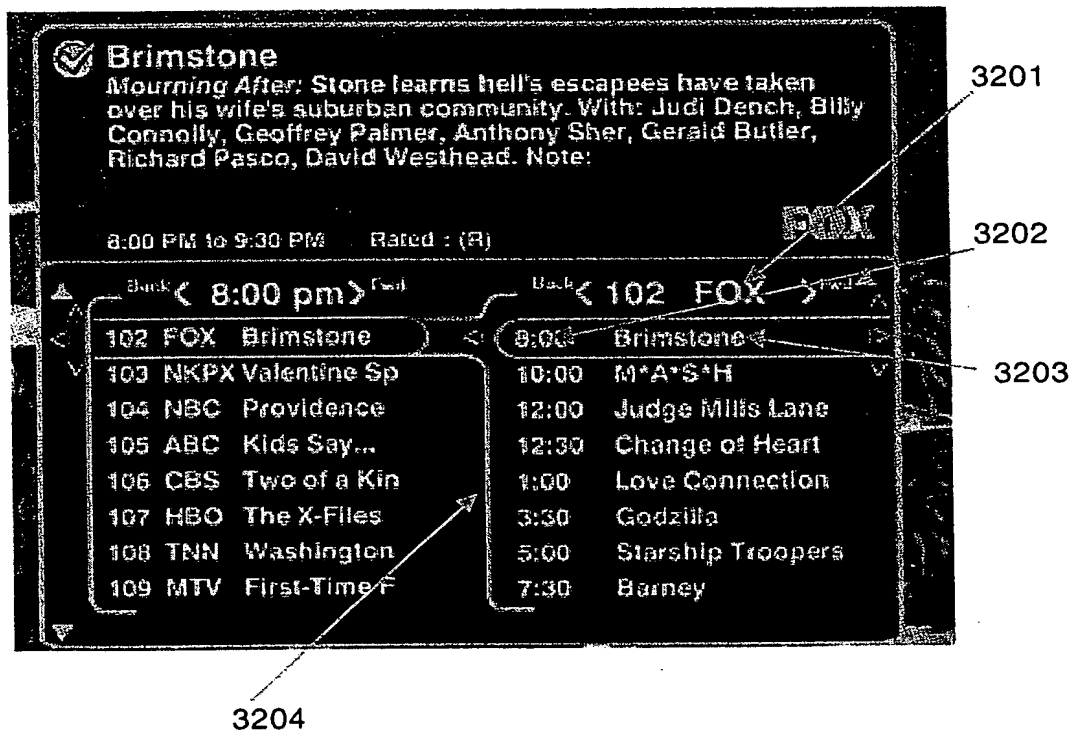 Brimstone
Mourning After: Stone learns hell's escapees have taken
over his wife's suburban community. With: Judi Dench, Billy
Connolly, Geoffrey Palmer, Anthony Sher, Gerald Butler,
Richard Pasco, David Westhead. Note:
FOX
8:00 PM to 9:30 PM Rated : (R)
Back < 8:00 pm > Fwd
102 FOX Brimstone
103 NKPX Valentine Sp
104 NBC Providence
105 ABC Kids Say...
106 CBS Two of a Kin
107 HBO The X-Files
108 TNN Washington
109 MTV First-Time F
Back < 102 FOX > Fwd
8:00 Brimstone
10:00 M*A*S*H
12:00 Judge Mills Lane
12:30 Change of Heart
1:00 Love Connection
3:30 Godzilla
5:00 Starship Troopers
7:30 Barney
3201
3202
3203
3204